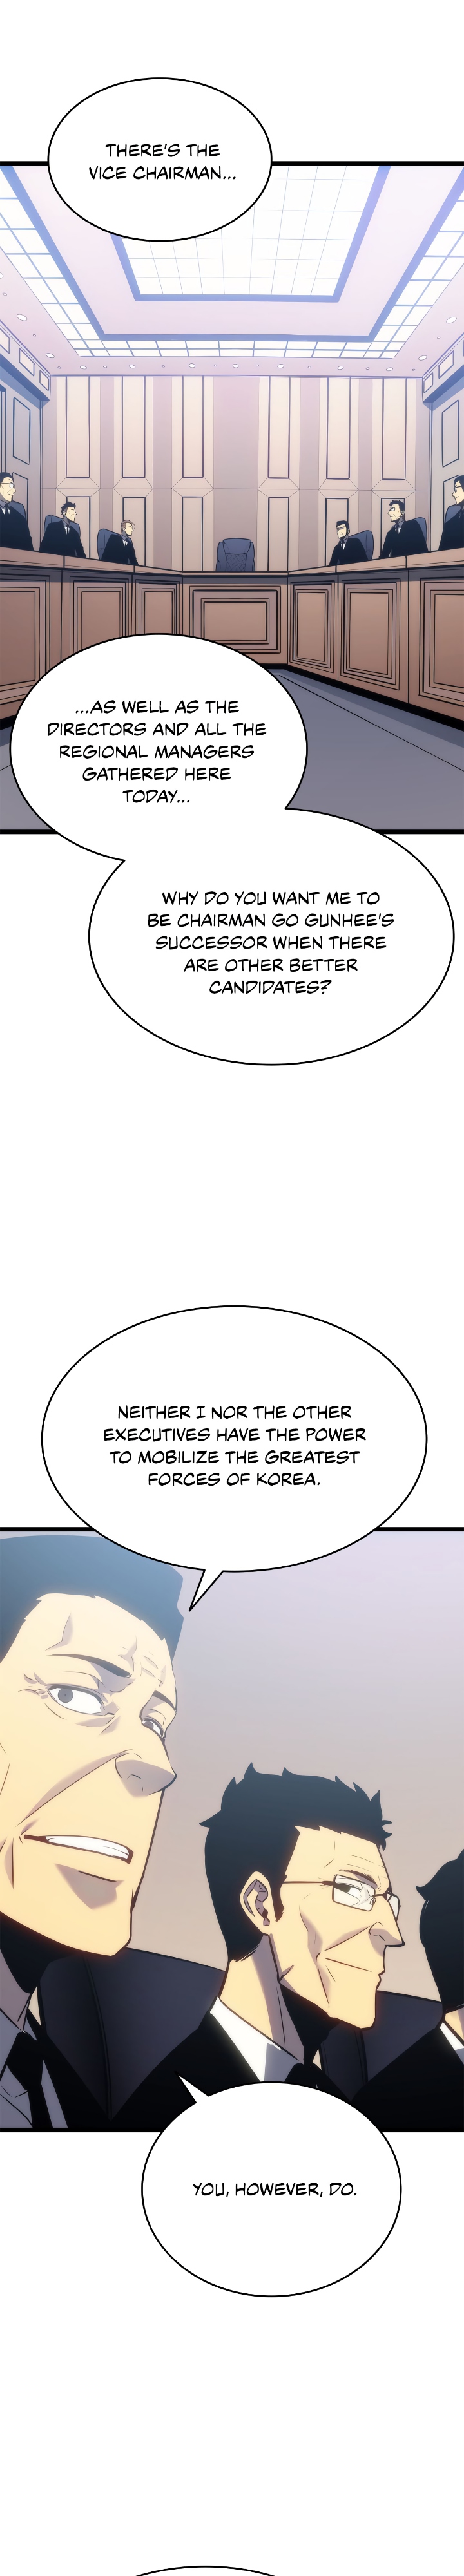 THERE'S THE
VICE CHAIRMAN...
...AS WELL AS THE
DIRECTORS AND ALL THE
REGIONAL MANAGERS
GATHERED HERE
TODAY...
WHY DO YOU WANT ME TO
BE CHAIRMAN GO GUNHEE'S
SUCCESSOR WHEN THERE
ARE OTHER BETTER
CANDIDATES?
NEITHER I NOR THE OTHER
EXECUTIVES HAVE THE POWER
TO MOBILIZE THE GREATEST
FORCES OF KOREA.
YOU, HOWEVER, DO.